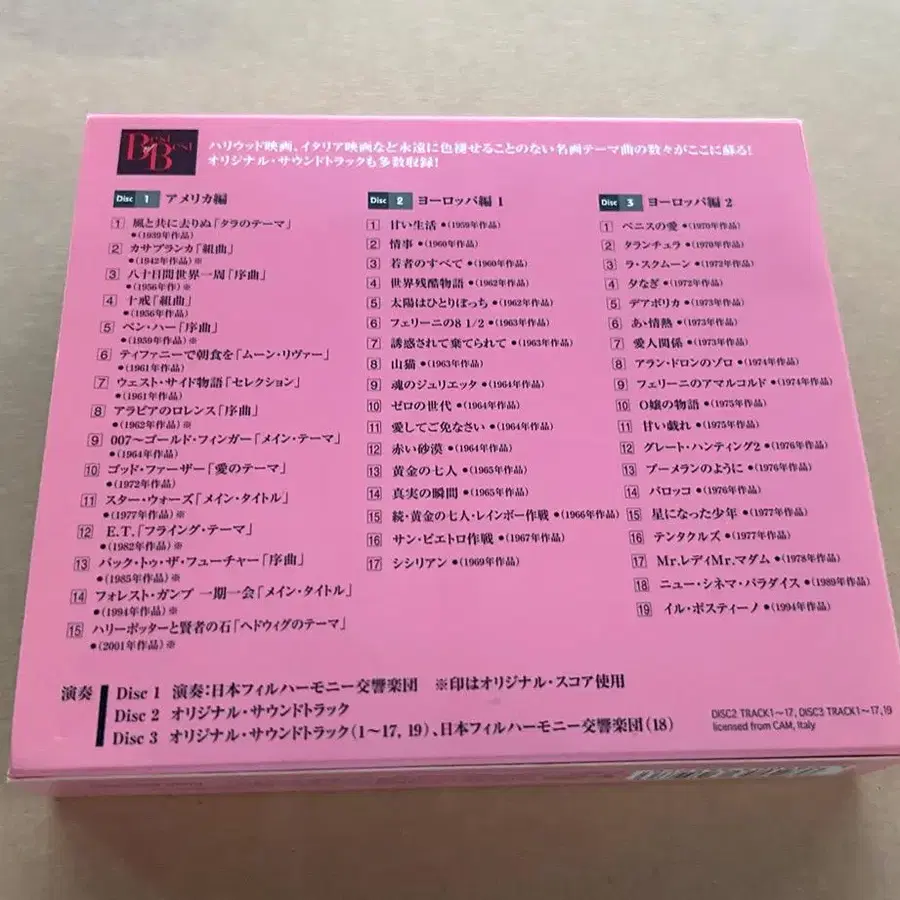 Best of Best
ハリウッド映画、イタリア映画など永遠に色褪せることのない名画テーマ曲の数々がここに蘇る!
オリジナル・サウンドトラックも多数収録!
Disc 1 アメリカ編
1 風と共に去りぬ「タラのテーマ」
●(1939年作品)
2 カサブランカ「組曲」
●(1942年作品)※
3 八十日間世界一周「序曲」
●(1956年作)※
4 十戒「組曲」
●(1956年作品)
5 ベン・ハー「序曲」
●(1959年作品)※
6 ティファニーで朝食を「ムーン・リヴァー」
●(1961年作品)
7 ウェスト・サイド物語「セレクション」
●(1961年作品)
8 アラビアのロレンス「序曲」
●(1962年作品)※
9 007〜ゴールド・フィンガー「メイン・テーマ」
●(1964年作品)
10 ゴッド・ファーザー「愛のテーマ」
●(1972年作品)
11 スター・ウォーズ「メイン・タイトル」
●(1977年作品)※
12 E.T.「フライング・テーマ」
●(1982年作品)※
13 バック・トゥ・ザ・フューチャー「序曲」
●(1985年作品)※
14 フォレスト・ガンプ 一期一会「メイン・タイトル」
●(1994年作品)※
15 ハリーポッターと賢者の石「ヘドウィグのテーマ」
●(2001年作品)※
Disc 2 ヨーロッパ編 1
1 甘い生活 ●(1959年作品)
2 情事 ●(1960年作品)
3 若者のすべて ●(1960年作品)
4 世界残酷物語 ●(1962年作品)
5 太陽はひとりぼっち ●(1962年作品)
6 フェリーニの8 1/2 ●(1963年作品)
7 誘惑されて棄てられて ●(1963年作品)
8 山猫 ●(1963年作品)
9 魂のジュリエッタ ●(1964年作品)
10 ゼロの世代 ●(1964年作品)
11 愛してご免なさい ●(1964年作品)
12 赤い砂漠 ●(1964年作品)
13 黄金の七人 ●(1965年作品)
14 真実の瞬間 ●(1965年作品)
15 続・黄金の七人・レインボー作戦 ●(1966年作品)
16 サン・ピエトロ作戦 ●(1967年作品)
17 シシリアン ●(1969年作品)
Disc 3 ヨーロッパ編 2
1 ベニスの愛 ●(1970年作品)
2 タランチュラ ●(1970年作品)
3 ラ・スクムーン ●(1972年作品)
4 夕なぎ ●(1972年作品)
5 デアボリカ ●(1973年作品)
6 あ・情熱 ●(1973年作品)
7 愛人関係 ●(1973年作品)
8 アラン・ドロンのゾロ ●(1974年作品)
9 フェリーニのアマルコルド ●(1974年作品)
10 O嬢の物語 ●(1975年作品)
11 甘い戯れ ●(1975年作品)
12 グレート・ハンティング2 ●(1976年作品)
13 ブーメランのように ●(1976年作品)
14 バロッコ ●(1976年作品)
15 星になった少年 ●(1977年作品)
16 テンタクルズ ●(1977年作品)
17 Mr.レディMr.マダム ●(1978年作品)
18 ニュー・シネマ・パラダイス ●(1989年作品)
19 イル・ポスティーノ ●(1994年作品)
演奏
Disc 1 演奏:日本フィルハーモニー交響楽団 ※印はオリジナル・スコア使用
Disc 2 オリジナル・サウンドトラック
Disc 3 オリジナル・サウンドトラック(1〜17, 19)、日本フィルハーモニー交響楽団(18)
DISC2 TRACK1〜17, DISC3 TRACK1〜17,19
licensed from CAM, Italy